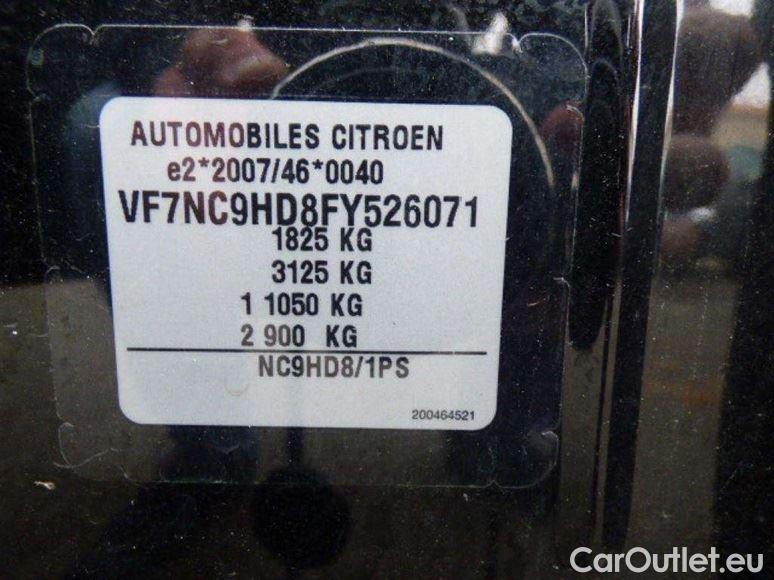 AUTOMOBILES CITROEN
e2*2007/46*0040
VF7NC9HD8FY526071
1825 KG
3125 KG
1 1050 KG
2 900 KG
NC9HD8/1PS
200464521
CarOutlet.eu